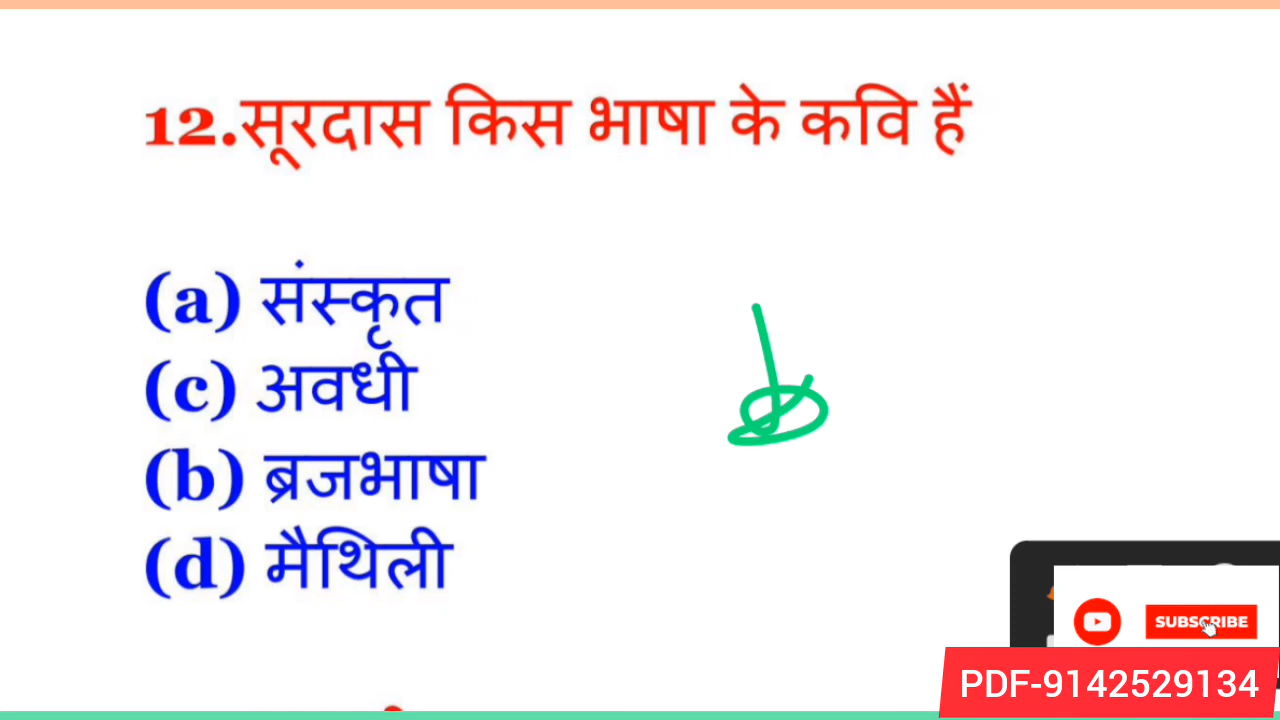 12.सूरदास किस भाषा के कवि हैं
(a) संस्कृत
(c) अवधी
(b) ब्रजभाषा
(d) मैथिली
SUBSCRIBE
PDF-9142529134